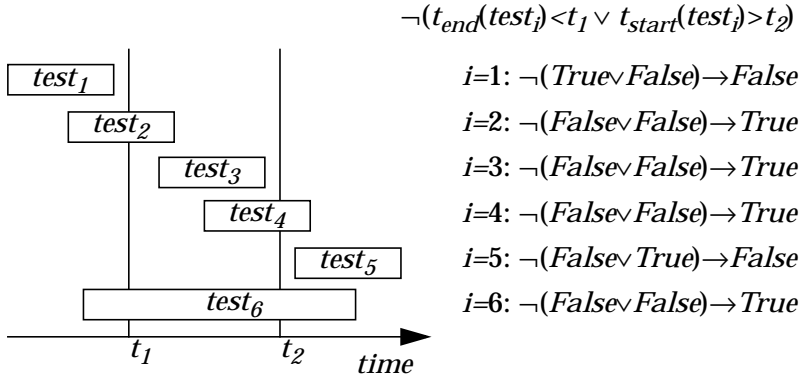 ¬(t_end(test_i)<t_1 ∨ t_start(test_i)>t_2)
test_1
i=1: ¬(True∨False)→False
test_2
i=2: ¬(False∨False)→True
test_3
i=3: ¬(False∨False)→True
test_4
i=4: ¬(False∨False)→True
test_5
i=5: ¬(False∨True)→False
test_6
i=6: ¬(False∨False)→True
t_1
t_2
time